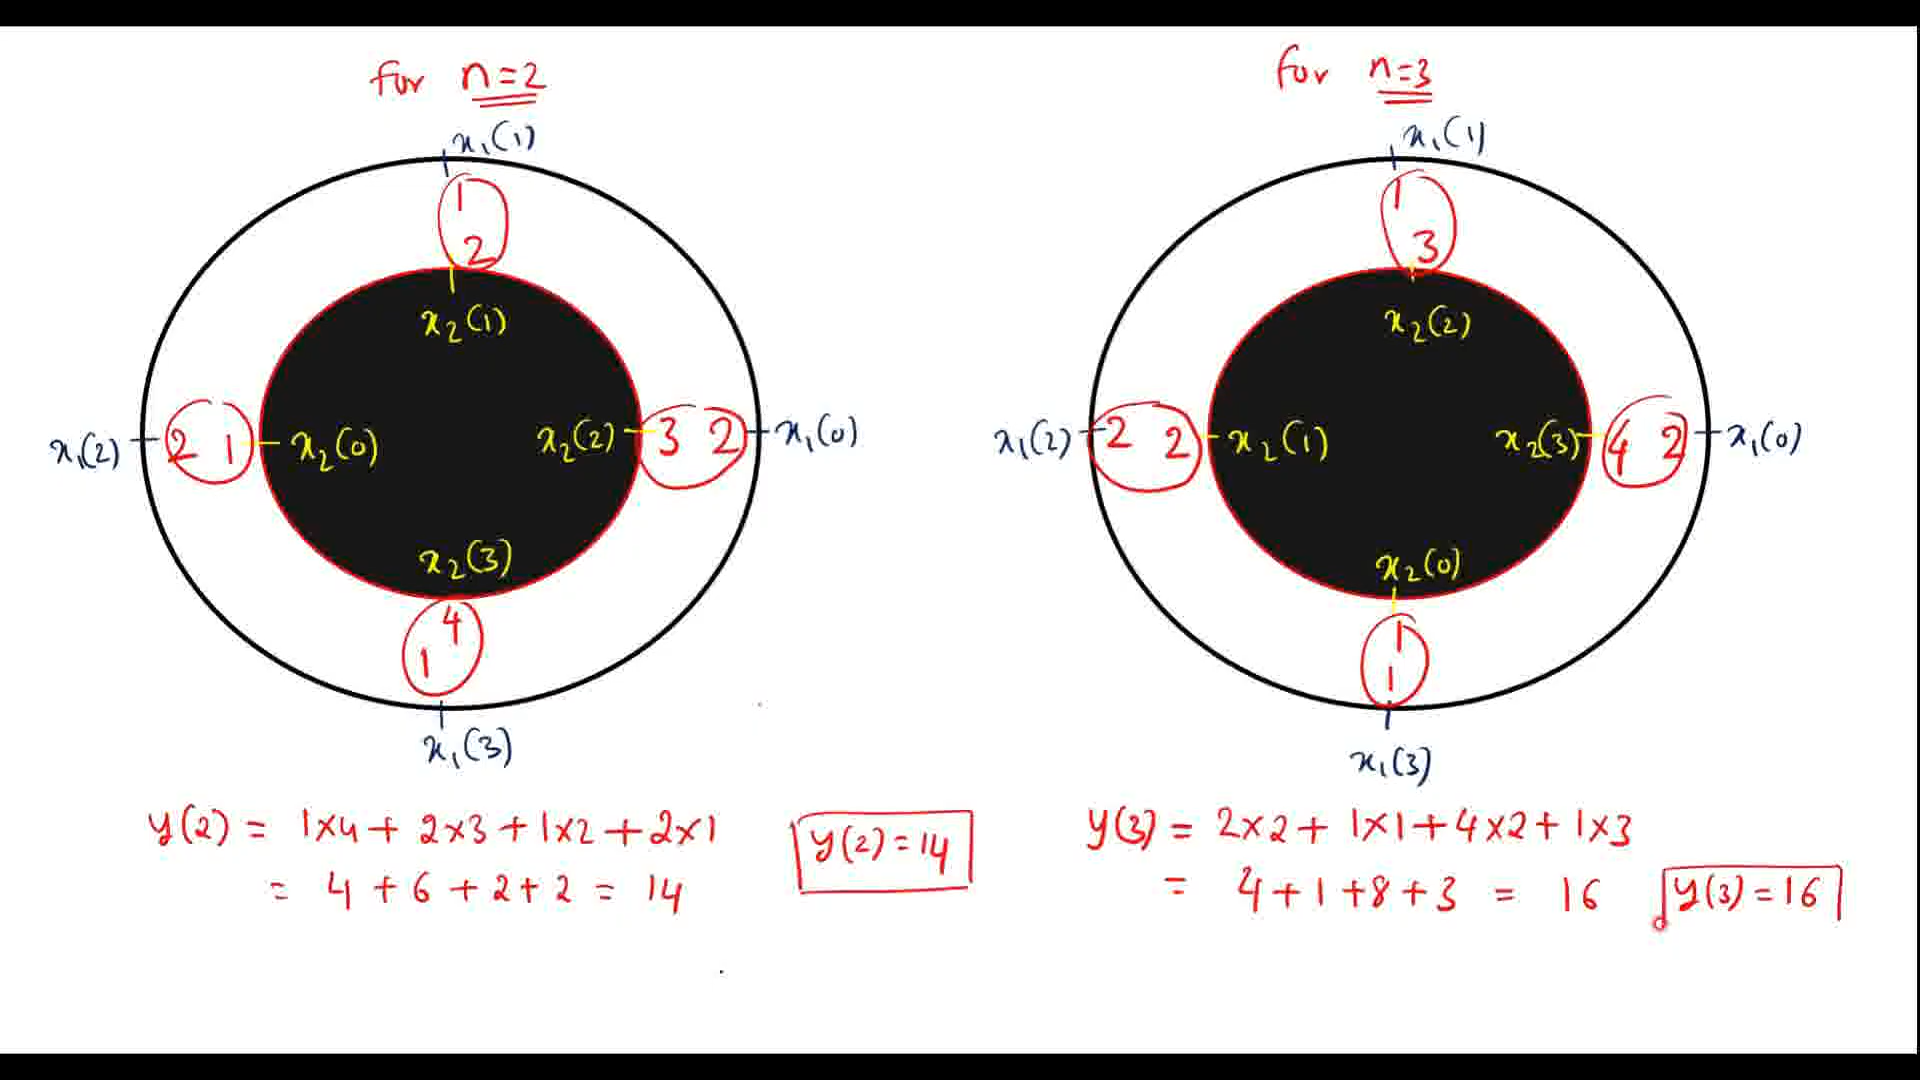 for n=2
x₁(1)
1
2
x₂(1)
x₁(2)
2 1
x₂(0)
x₂(2)
3 2
x₁(0)
x₂(3)
4
1
x₁(3)
y(2) = 1×4 + 2×3 + 1×2 + 2×1
= 4 + 6 + 2 + 2 = 14
y(2) = 14
for n=3
x₁(1)
1
3
x₂(2)
x₁(2)
2 2
x₂(1)
x₂(3)
4 2
x₁(0)
x₂(0)
1
1
x₁(3)
y(3) = 2×2 + 1×1 + 4×2 + 1×3
= 4 + 1 + 8 + 3 = 16
y(3) = 16